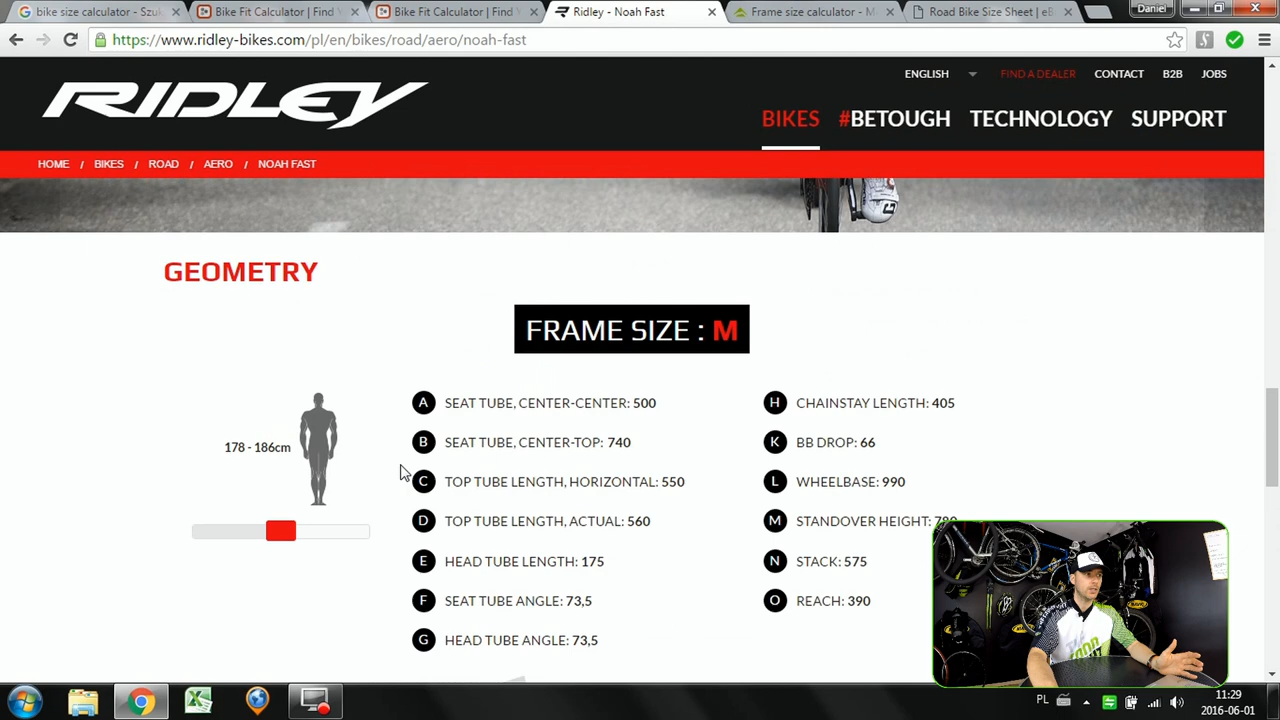 Daniel
bike size calculator - Szuk
Bike Fit Calculator | Find \
Bike Fit Calculator | Find \
Ridley - Noah Fast
Frame size calculator - M
Road Bike Size Sheet | eB
https://www.ridley-bikes.com/pl/en/bikes/road/aero/noah-fast
RIDLEY
ENGLISH
FIND A DEALER
CONTACT
B2B
JOBS
BIKES
#BETOUGH
TECHNOLOGY
SUPPORT
HOME / BIKES / ROAD / AERO / NOAH FAST
GEOMETRY
FRAME SIZE : M
178 - 186cm
A SEAT TUBE, CENTER-CENTER: 500
B SEAT TUBE, CENTER-TOP: 740
C TOP TUBE LENGTH, HORIZONTAL: 550
D TOP TUBE LENGTH, ACTUAL: 560
E HEAD TUBE LENGTH: 175
F SEAT TUBE ANGLE: 73,5
G HEAD TUBE ANGLE: 73,5
H CHAINSTAY LENGTH: 405
K BB DROP: 66
L WHEELBASE: 990
M STANDOVER HEIGHT:
N STACK: 575
O REACH: 390
PL
11:29
2016-06-01